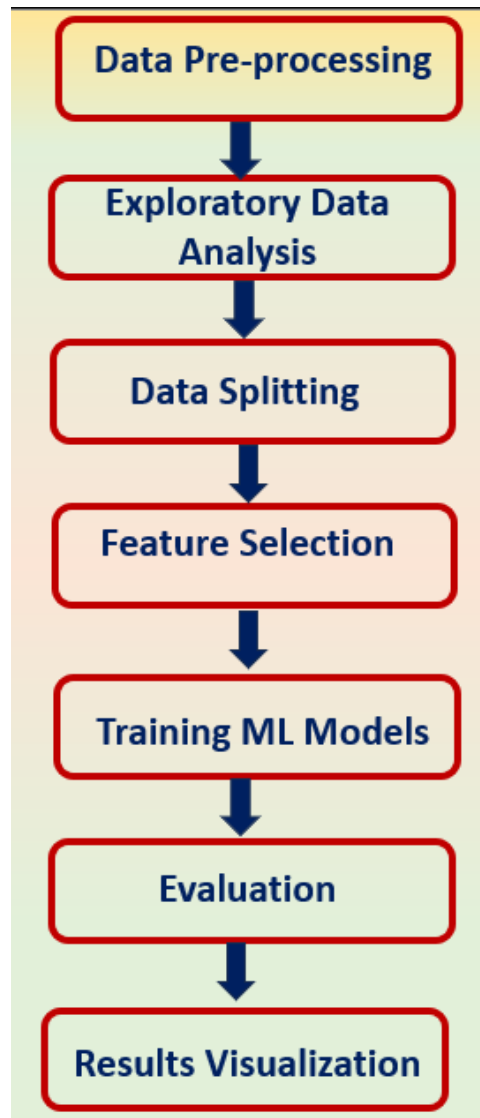 Data Pre-processing
Exploratory Data
Analysis
Data Splitting
Feature Selection
Training ML Models
Evaluation
Results Visualization